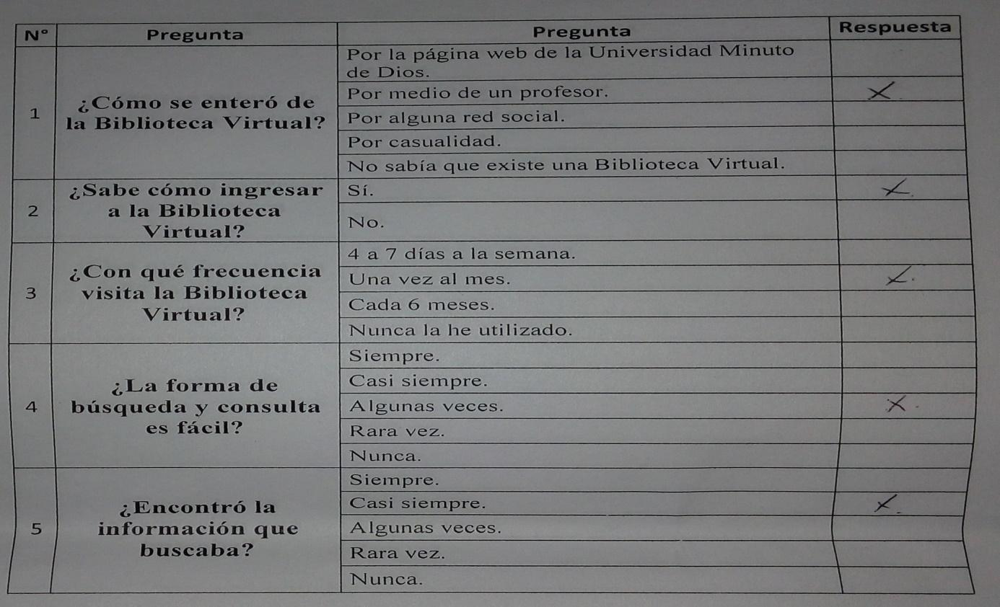 N° Pregunta Pregunta Respuesta
1
¿Cómo se enteró de
la Biblioteca Virtual?
Por la página web de la Universidad Minuto
de Dios.
Por medio de un profesor. X
Por alguna red social.
Por casualidad.
No sabía que existe una Biblioteca Virtual.
2
¿Sabe cómo ingresar
a la Biblioteca
Virtual?
Sí. X
No.
3
¿Con qué frecuencia
visita la Biblioteca
Virtual?
4 a 7 días a la semana.
Una vez al mes. X
Cada 6 meses.
Nunca la he utilizado.
4
¿La forma de
búsqueda y consulta
es fácil?
Siempre.
Casi siempre.
Algunas veces. X
Rara vez.
Nunca.
5
¿Encontró la
información que
buscaba?
Siempre.
Casi siempre. X
Algunas veces.
Rara vez.
Nunca.